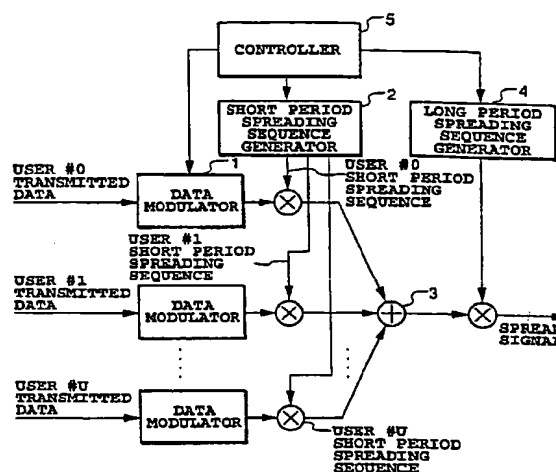 5
CONTROLLER
2
4
SHORT PERIOD
SPREADING
SEQUENCE
GENERATOR
LONG PERIOD
SPREADING
SEQUENCE
GENERATOR
1
USER #0
TRANSMITTED
DATA
DATA
MODULATOR
USER #0
SHORT PERIOD
SPREADING
SEQUENCE
USER #1
SHORT PERIOD
SPREADING
SEQUENCE
3
USER #1
TRANSMITTED
DATA
DATA
MODULATOR
SPREAD
SIGNAL
USER #U
TRANSMITTED
DATA
DATA
MODULATOR
USER #U
SHORT PERIOD
SPREADING
SEQUENCE